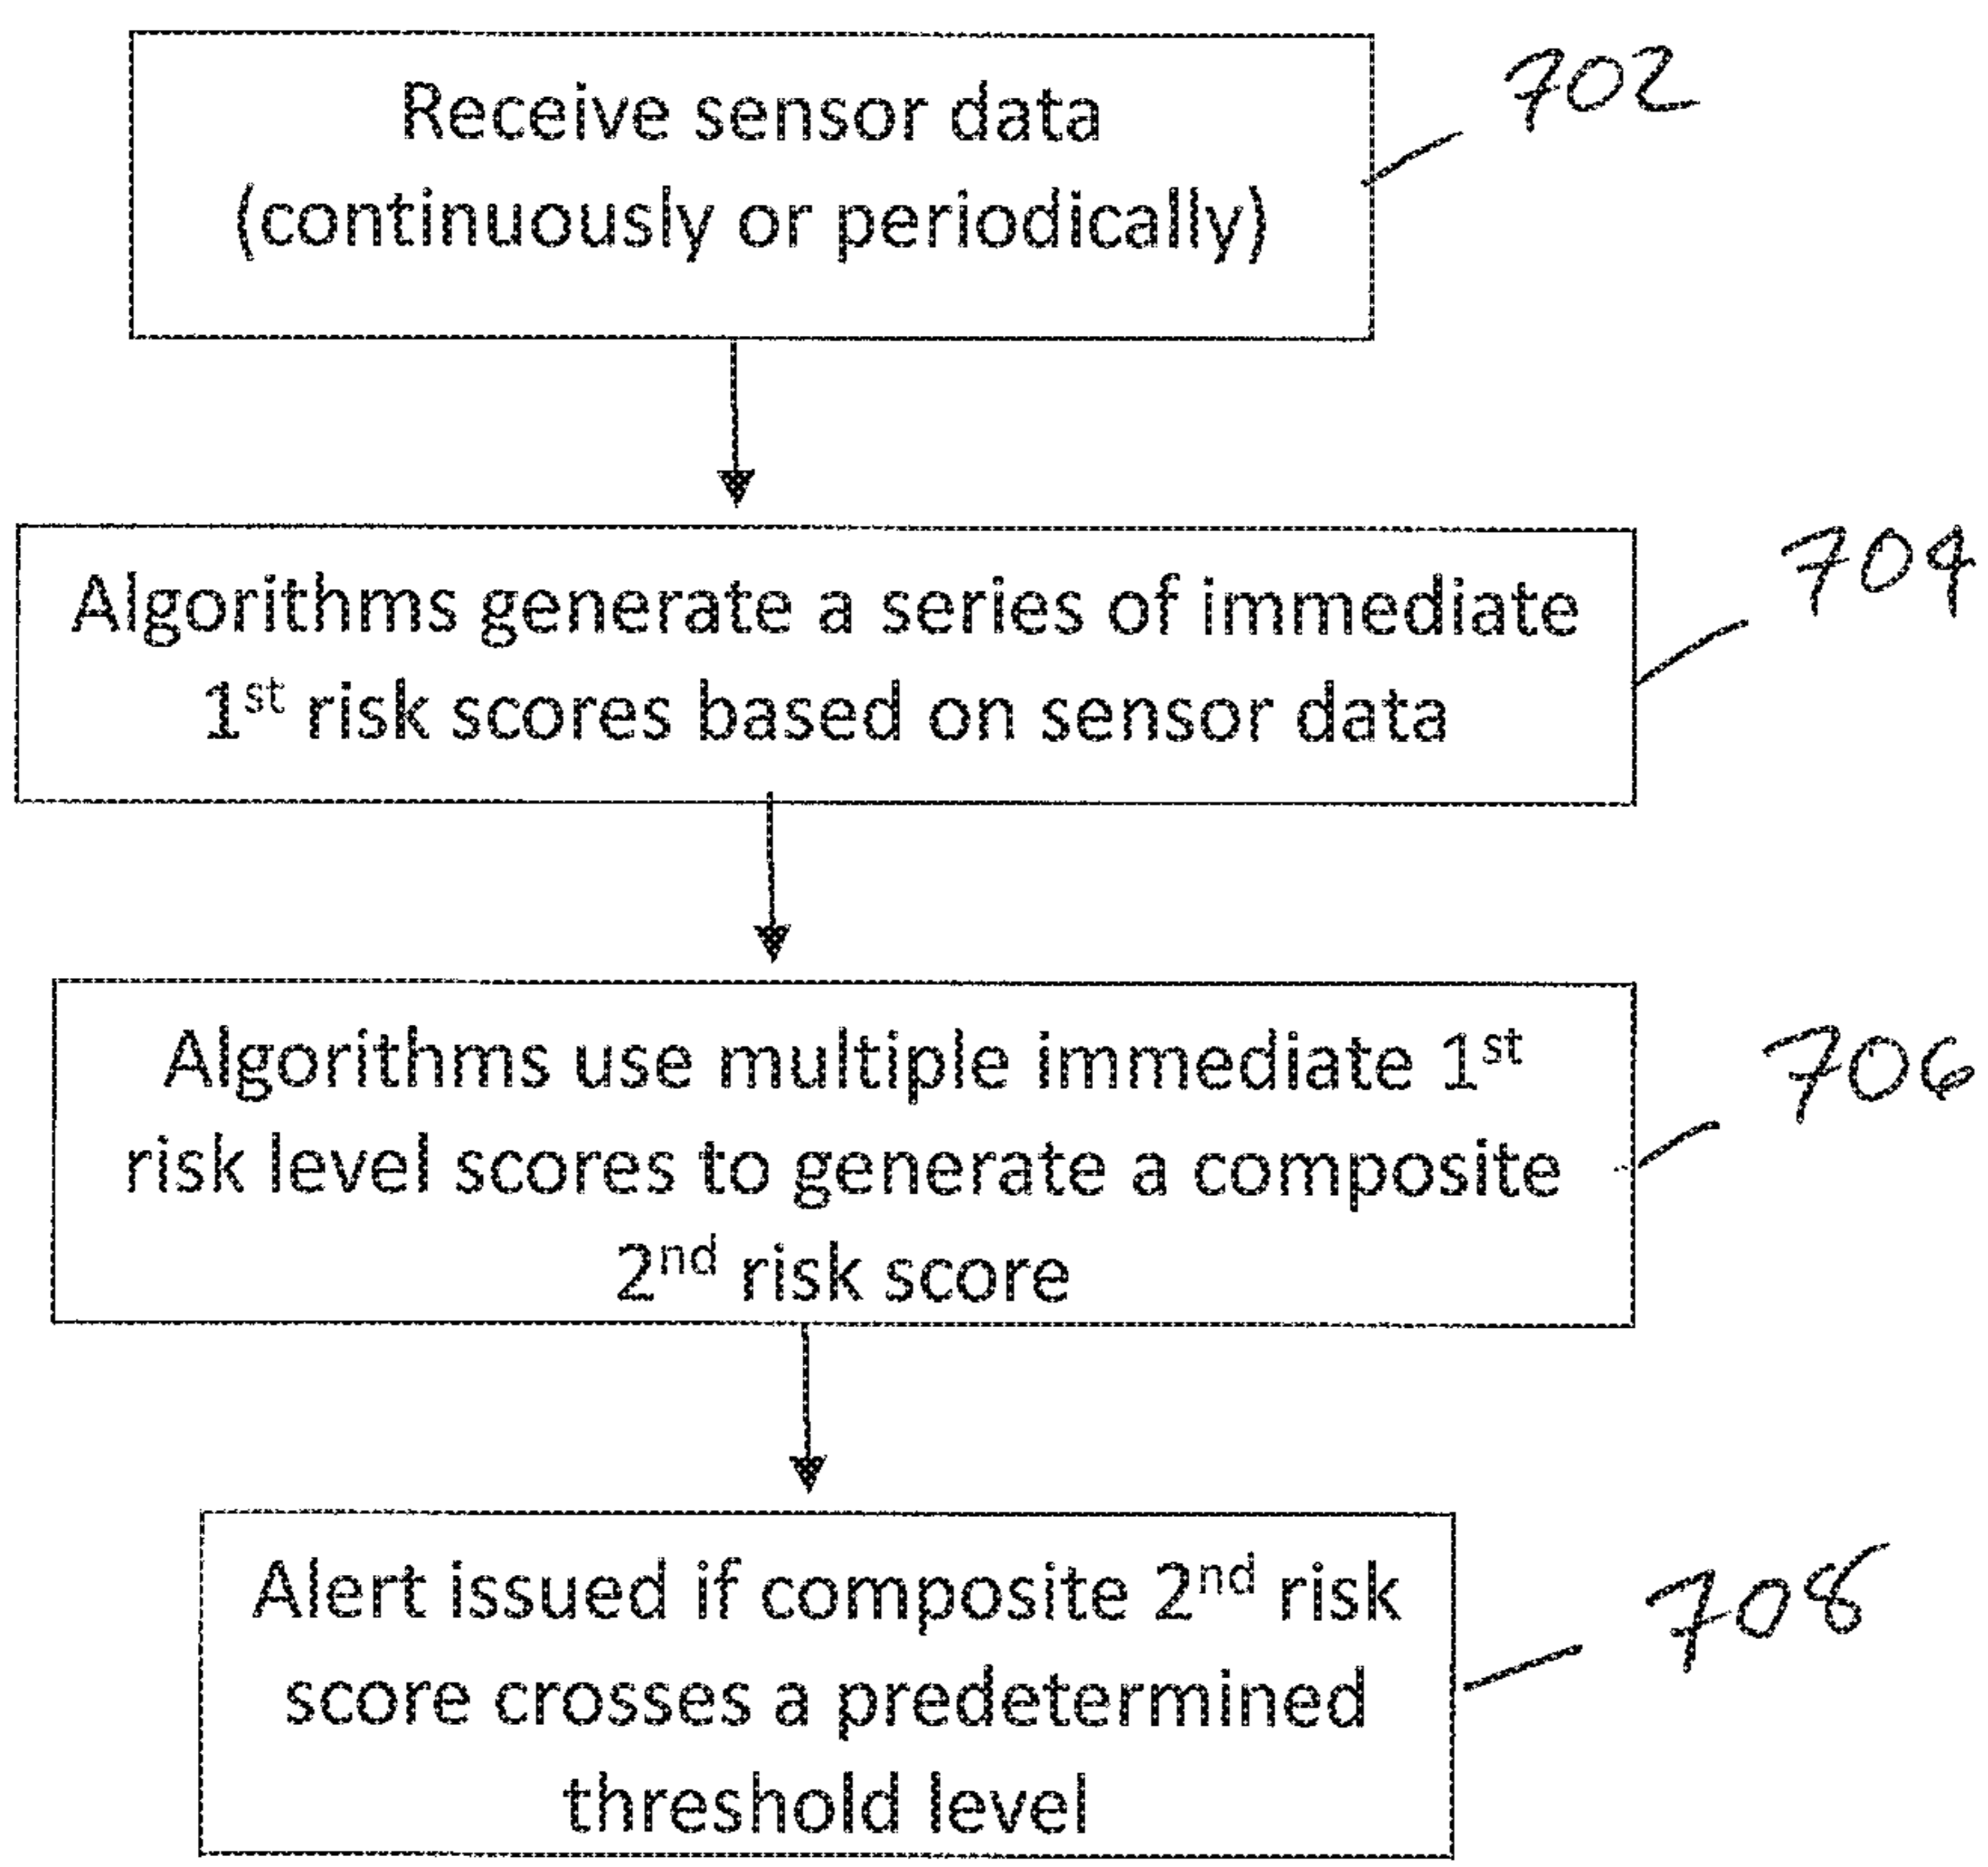 Receive sensor data
(continuously or periodically)
702
Algorithms generate a series of immediate
1st risk scores based on sensor data
704
Algorithms use multiple immediate 1st
risk level scores to generate a composite
2nd risk score
706
Alert issued if composite 2nd risk
score crosses a predetermined
threshold level
708